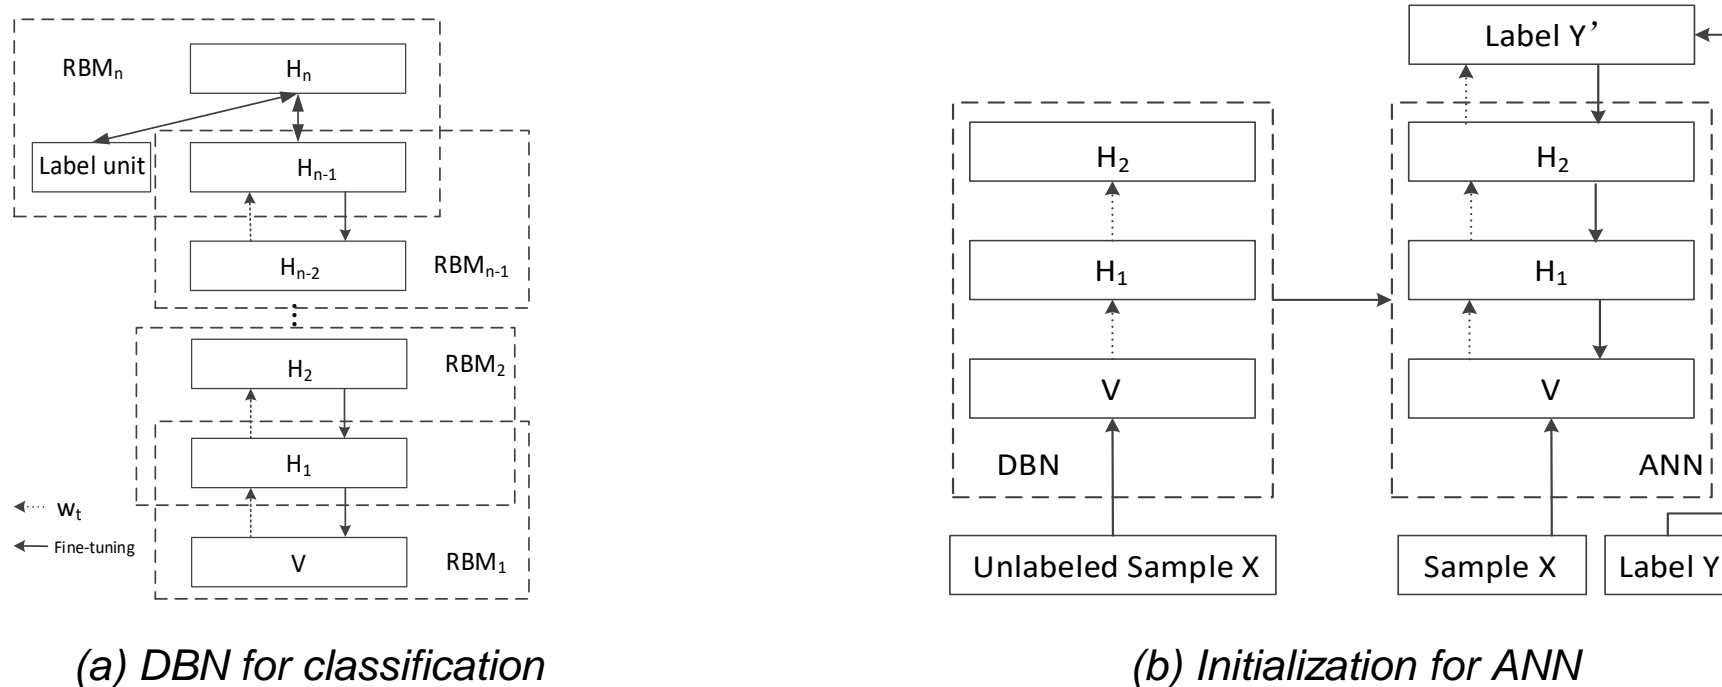 RBMn
Hn
Label unit
Hn-1
Hn-2
RBMn-1
H2
RBM2
H1
wt
Fine-tuning
V
RBM1
(a) DBN for classification
Label Y’
H2
H2
H1
H1
V
V
DBN
ANN
Unlabeled Sample X
Sample X
Label Y
(b) Initialization for ANN